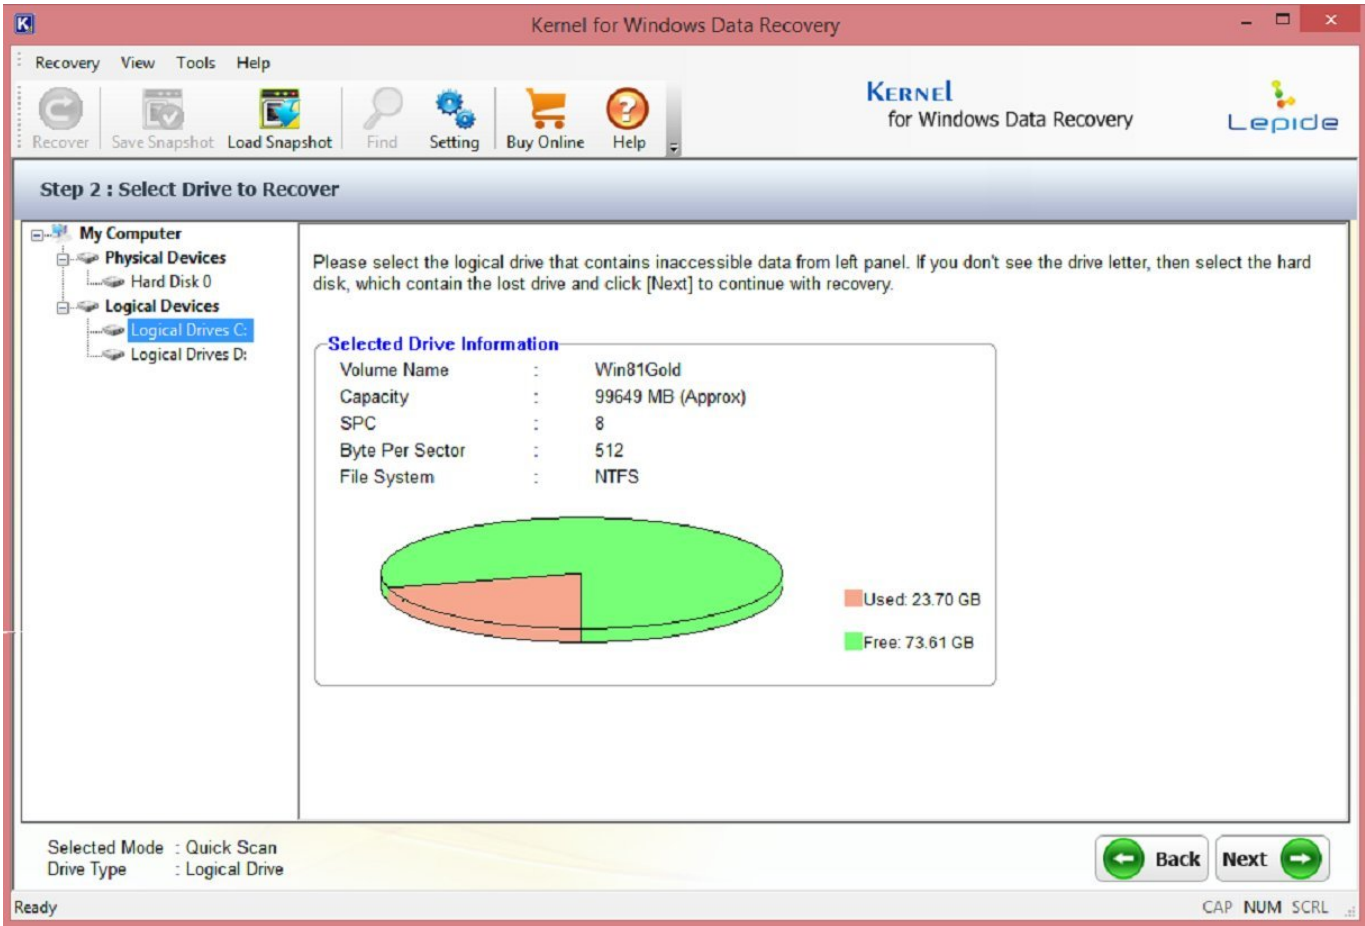 Kernel for Windows Data Recovery
Recovery View Tools Help
Recover Save Snapshot Load Snapshot Find Setting Buy Online Help
KERNEl
for Windows Data Recovery
Lepide
Step 2 : Select Drive to Recover
My Computer
Physical Devices
Hard Disk 0
Logical Devices
Logical Drives C:
Logical Drives D:
Please select the logical drive that contains inaccessible data from left panel. If you don't see the drive letter, then select the hard
disk, which contain the lost drive and click [Next] to continue with recovery.
Selected Drive Information
Volume Name : Win81Gold
Capacity : 99649 MB (Approx)
SPC : 8
Byte Per Sector : 512
File System : NTFS
Used: 23.70 GB
Free: 73.61 GB
Selected Mode : Quick Scan
Drive Type : Logical Drive
Back Next
Ready CAP NUM SCRL